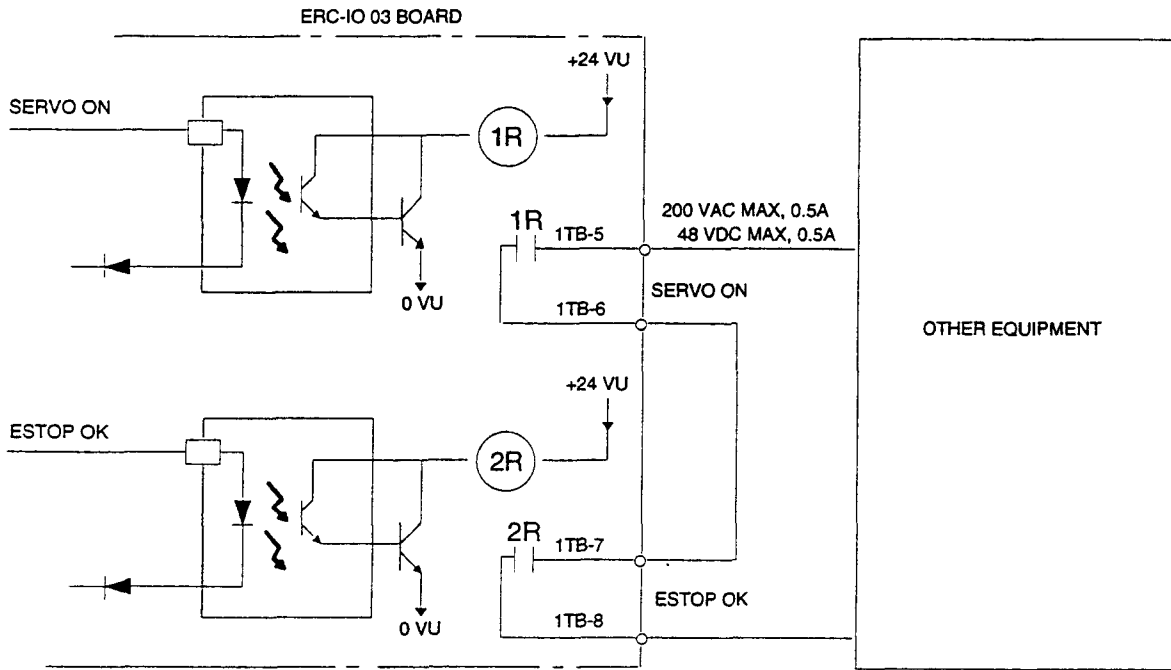 ERC-IO 03 BOARD
+24 VU
SERVO ON
1R
1R
1TB-5
200 VAC MAX, 0.5A
48 VDC MAX, 0.5A
0 VU
SERVO ON
1TB-6
OTHER EQUIPMENT
+24 VU
ESTOP OK
2R
2R
1TB-7
ESTOP OK
0 VU
1TB-8